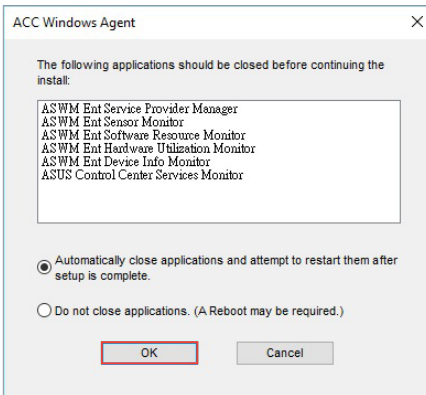 ACC Windows Agent
The following applications should be closed before continuing the
install:
ASWM Ent Service Provider Manager
ASWM Ent Sensor Monitor
ASWM Ent Software Resource Monitor
ASWM Ent Hardware Utilization Monitor
ASWM Ent Device Info Monitor
ASUS Control Center Services Monitor
Automatically close applications and attempt to restart them after
setup is complete.
Do not close applications. (A Reboot may be required.)
OK
Cancel